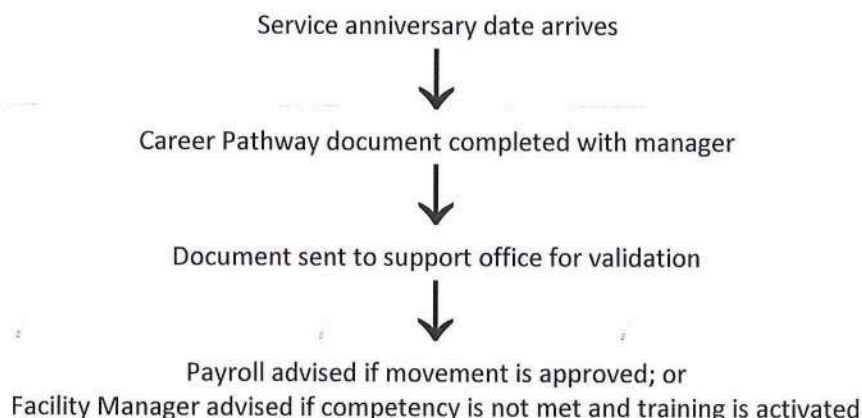 Service anniversary date arrives
Career Pathway document completed with manager
Document sent to support office for validation
Payroll advised if movement is approved; or
Facility Manager advised if competency is not met and training is activated